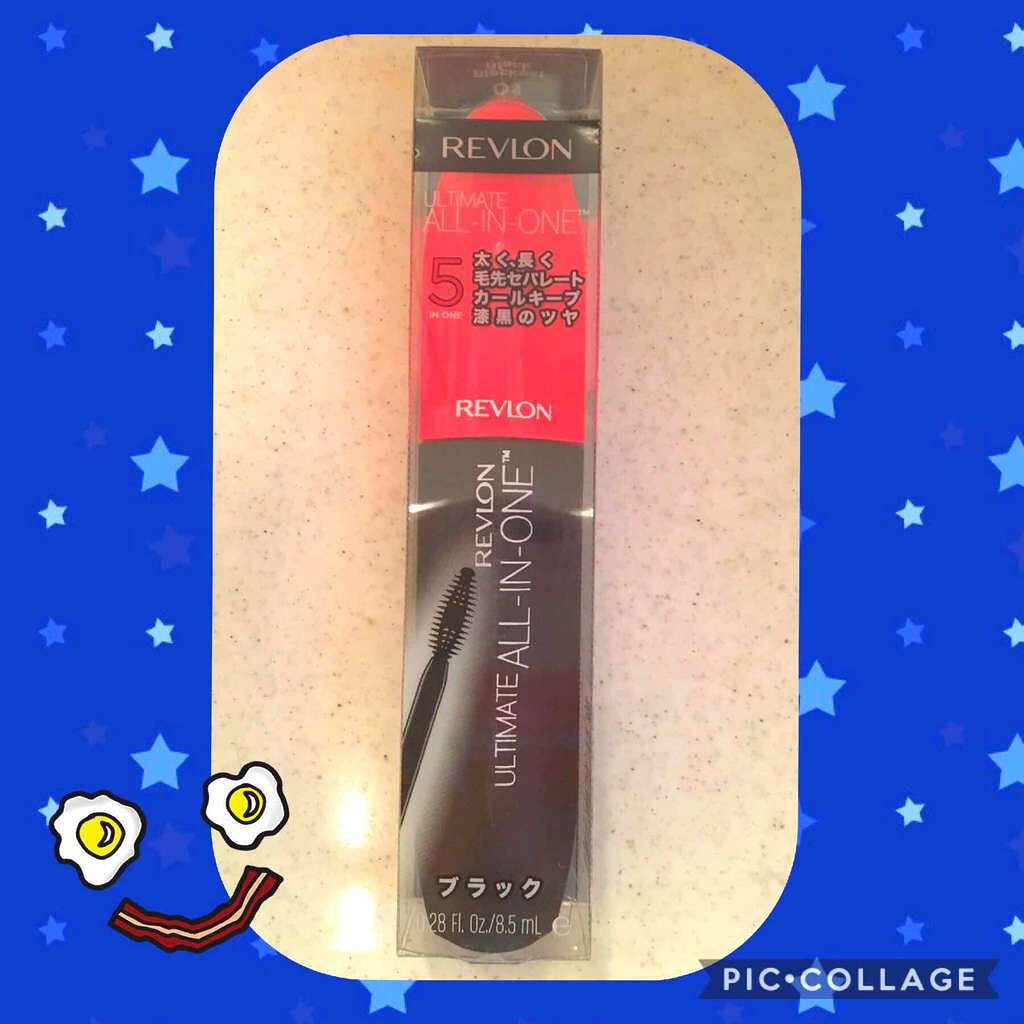 REVLON
ULTIMATE
ALL-IN-ONE™
5
IN ONE
太く、長く
毛先セパレート
カールキープ
漆黒のツヤ
REVLON
REVLON
ULTIMATE ALL-IN-ONE™
ブラック
0.28 Fl. Oz./8.5 mL ℮
PIC•COLLAGE